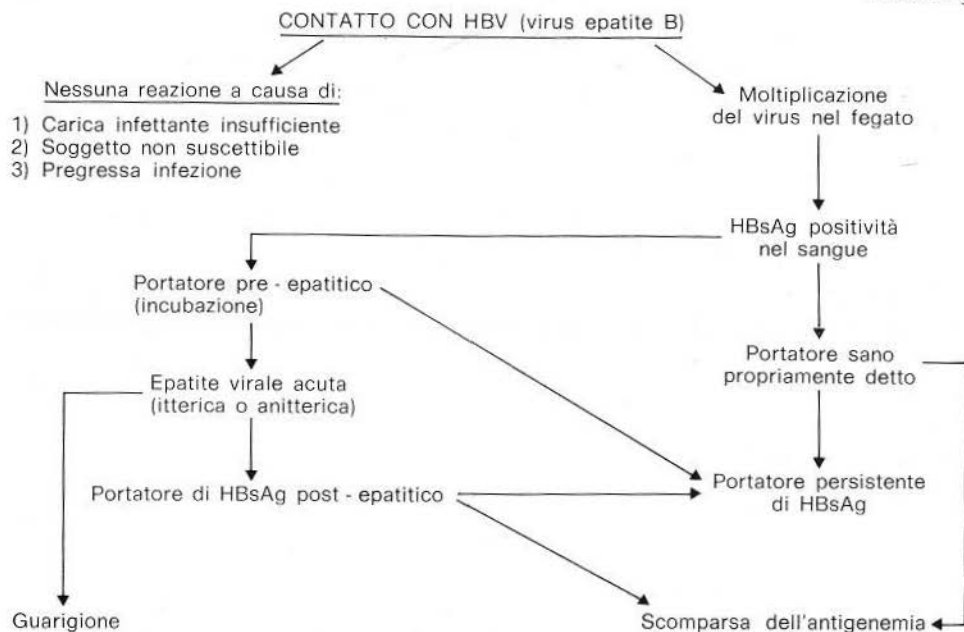 CONTATTO CON HBV (virus epatite B)
Nessuna reazione a causa di:
1) Carica infettante insufficiente
2) Soggetto non suscettibile
3) Pregressa infezione
Moltiplicazione
del virus nel fegato
HBsAg positività
nel sangue
Portatore pre - epatitico
(incubazione)
Portatore sano
propriamente detto
Epatite virale acuta
(itterica o anitterica)
Portatore di HBsAg post - epatitico
Portatore persistente
di HBsAg
Guarigione
Scomparsa dell'antigenemia